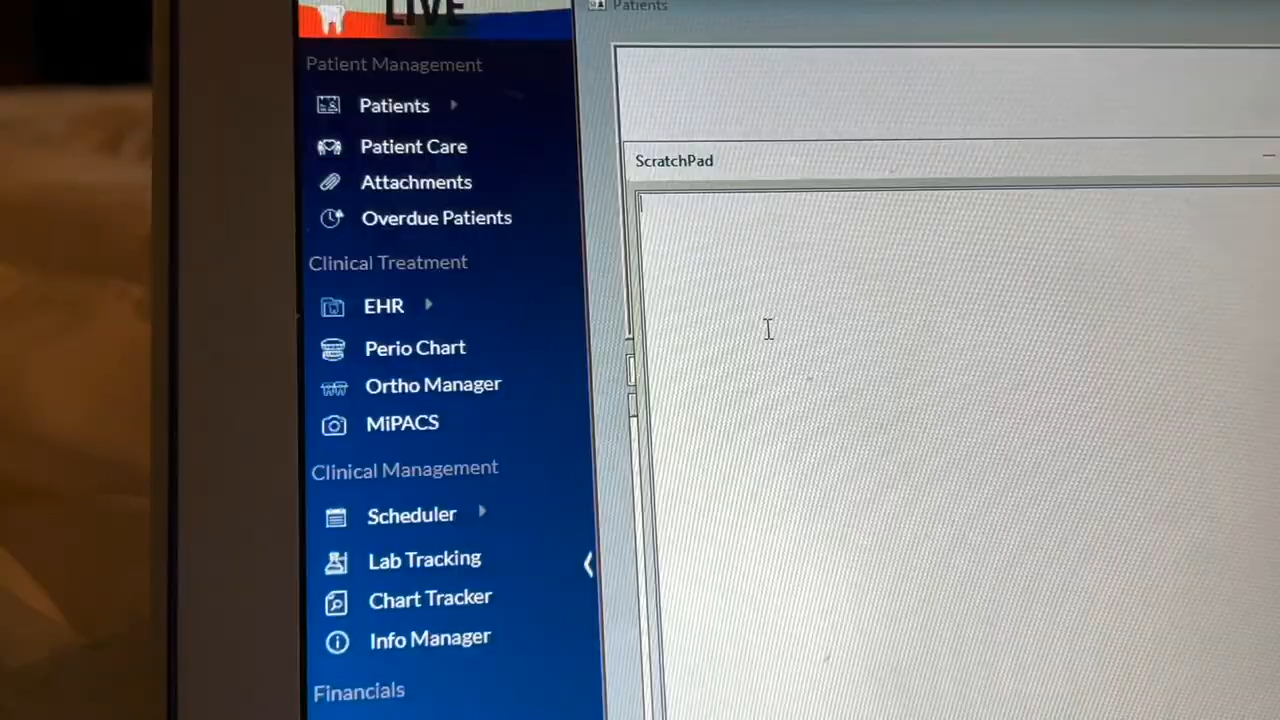 LIVE
Patients
Patient Management
Patients
Patient Care
Attachments
Overdue Patients
Clinical Treatment
EHR
Perio Chart
Ortho Manager
MiPACS
Clinical Management
Scheduler
Lab Tracking
Chart Tracker
Info Manager
Financials
ScratchPad